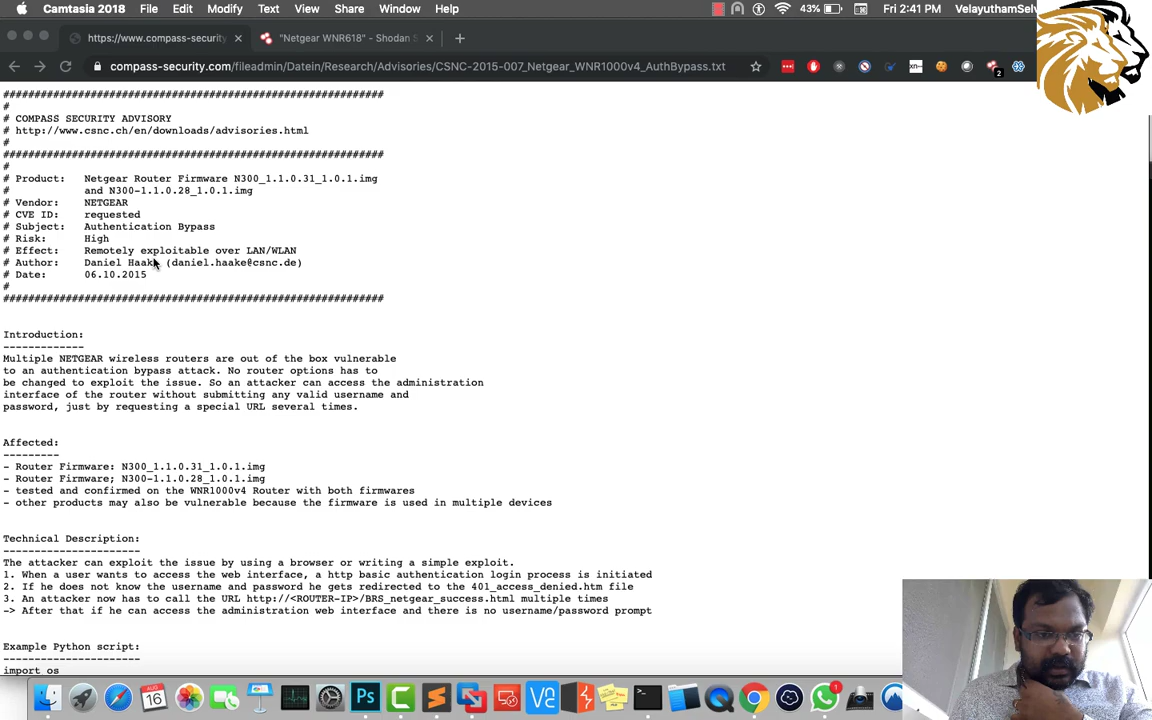 Camtasia 2018 File Edit Modify Text View Share Window Help 43% Fri 2:41 PM VelayuthamSelv
https://www.compass-security × "Netgear WNR618" - Shodan S × +
compass-security.com/fileadmin/Datein/Research/Advisories/CSNC-2015-007_Netgear_WNR1000v4_AuthBypass.txt
###############################################################
#
# COMPASS SECURITY ADVISORY
# http://www.csnc.ch/en/downloads/advisories.html
#
###############################################################
#
# Product: Netgear Router Firmware N300_1.1.0.31_1.0.1.img
# and N300-1.1.0.28_1.0.1.img
# Vendor: NETGEAR
# CVE ID: requested
# Subject: Authentication Bypass
# Risk: High
# Effect: Remotely exploitable over LAN/WLAN
# Author: Daniel Haake (daniel.haake@csnc.de)
# Date: 06.10.2015
#
###############################################################
Introduction:
-------------
Multiple NETGEAR wireless routers are out of the box vulnerable
to an authentication bypass attack. No router options has to
be changed to exploit the issue. So an attacker can access the administration
interface of the router without submitting any valid username and
password, just by requesting a special URL several times.
Affected:
---------
- Router Firmware: N300_1.1.0.31_1.0.1.img
- Router Firmware; N300-1.1.0.28_1.0.1.img
- tested and confirmed on the WNR1000v4 Router with both firmwares
- other products may also be vulnerable because the firmware is used in multiple devices
Technical Description:
----------------------
The attacker can exploit the issue by using a browser or writing a simple exploit.
1. When a user wants to access the web interface, a http basic authentication login process is initiated
2. If he does not know the username and password he gets redirected to the 401_access_denied.htm file
3. An attacker now has to call the URL http://<ROUTER-IP>/BRS_netgear_success.html multiple times
-> After that if he can access the administration web interface and there is no username/password prompt
Example Python script:
----------------------
import os